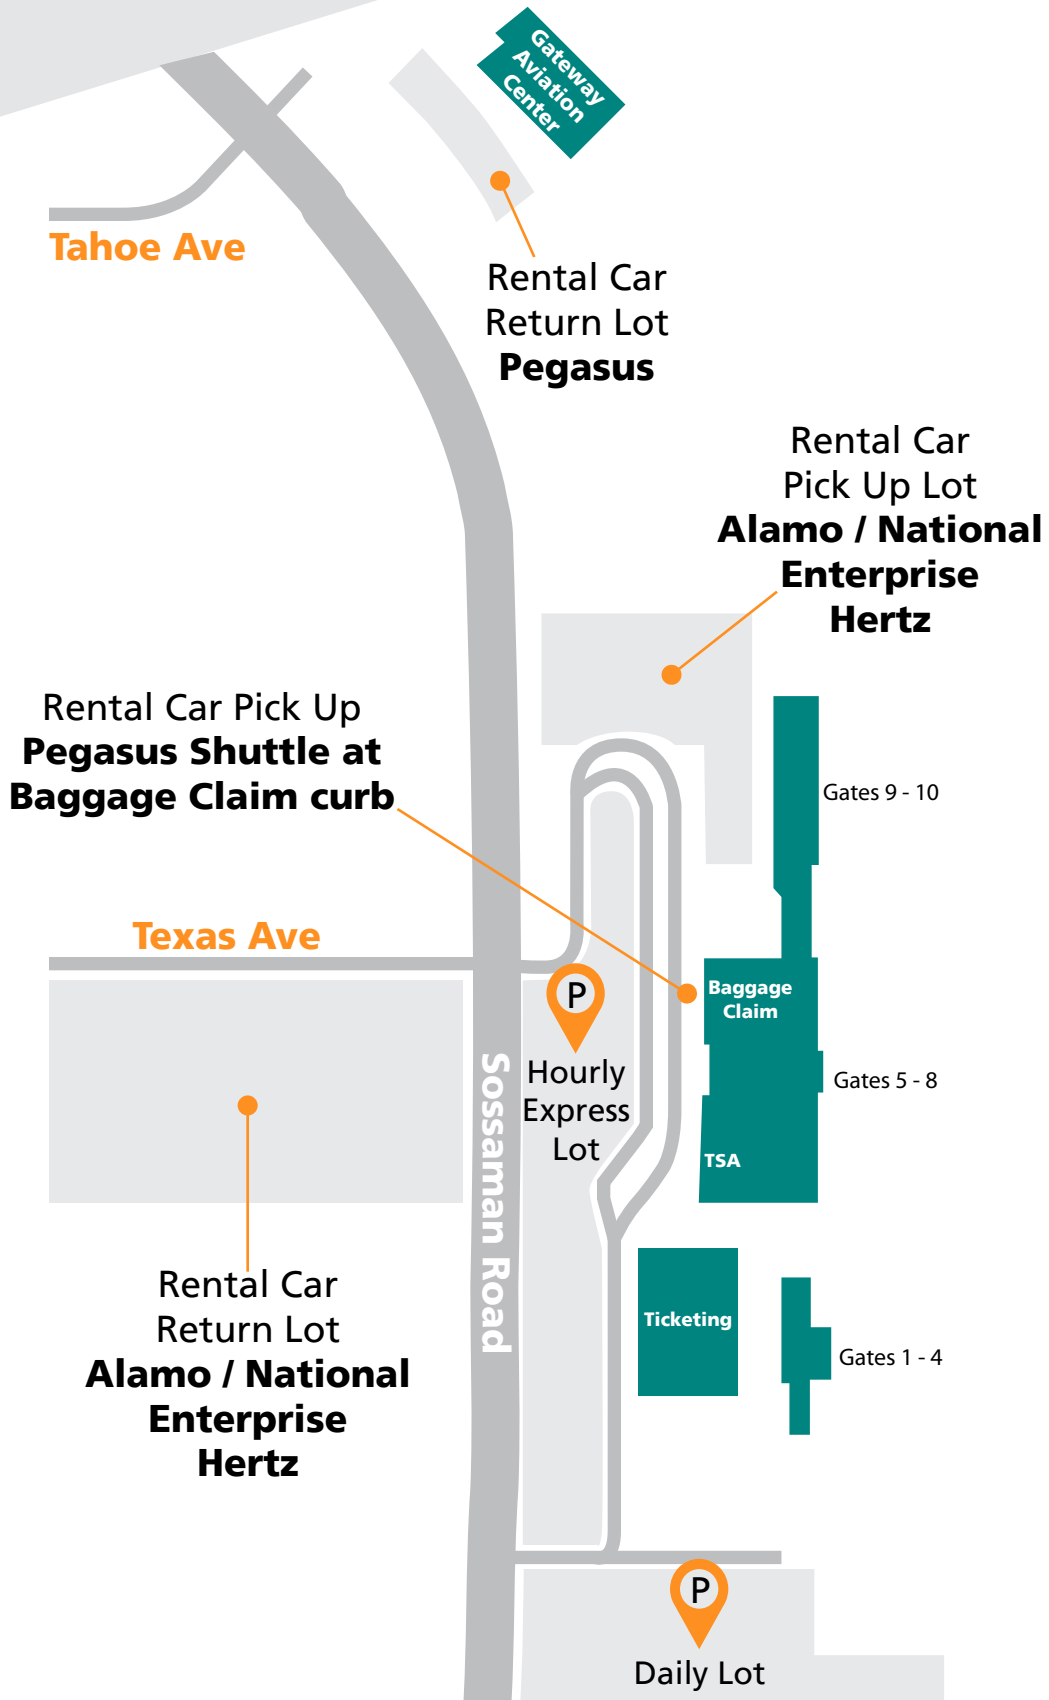 Gateway
Aviation
Center
Tahoe Ave
Rental Car
Return Lot
Pegasus
Rental Car
Pick Up Lot
Alamo / National
Enterprise
Hertz
Rental Car Pick Up
Pegasus Shuttle at
Baggage Claim curb
Gates 9 - 10
Texas Ave
P
Hourly
Express
Lot
Baggage
Claim
Gates 5 - 8
TSA
Sossaman Road
Rental Car
Return Lot
Alamo / National
Enterprise
Hertz
Ticketing
Gates 1 - 4
P
Daily Lot